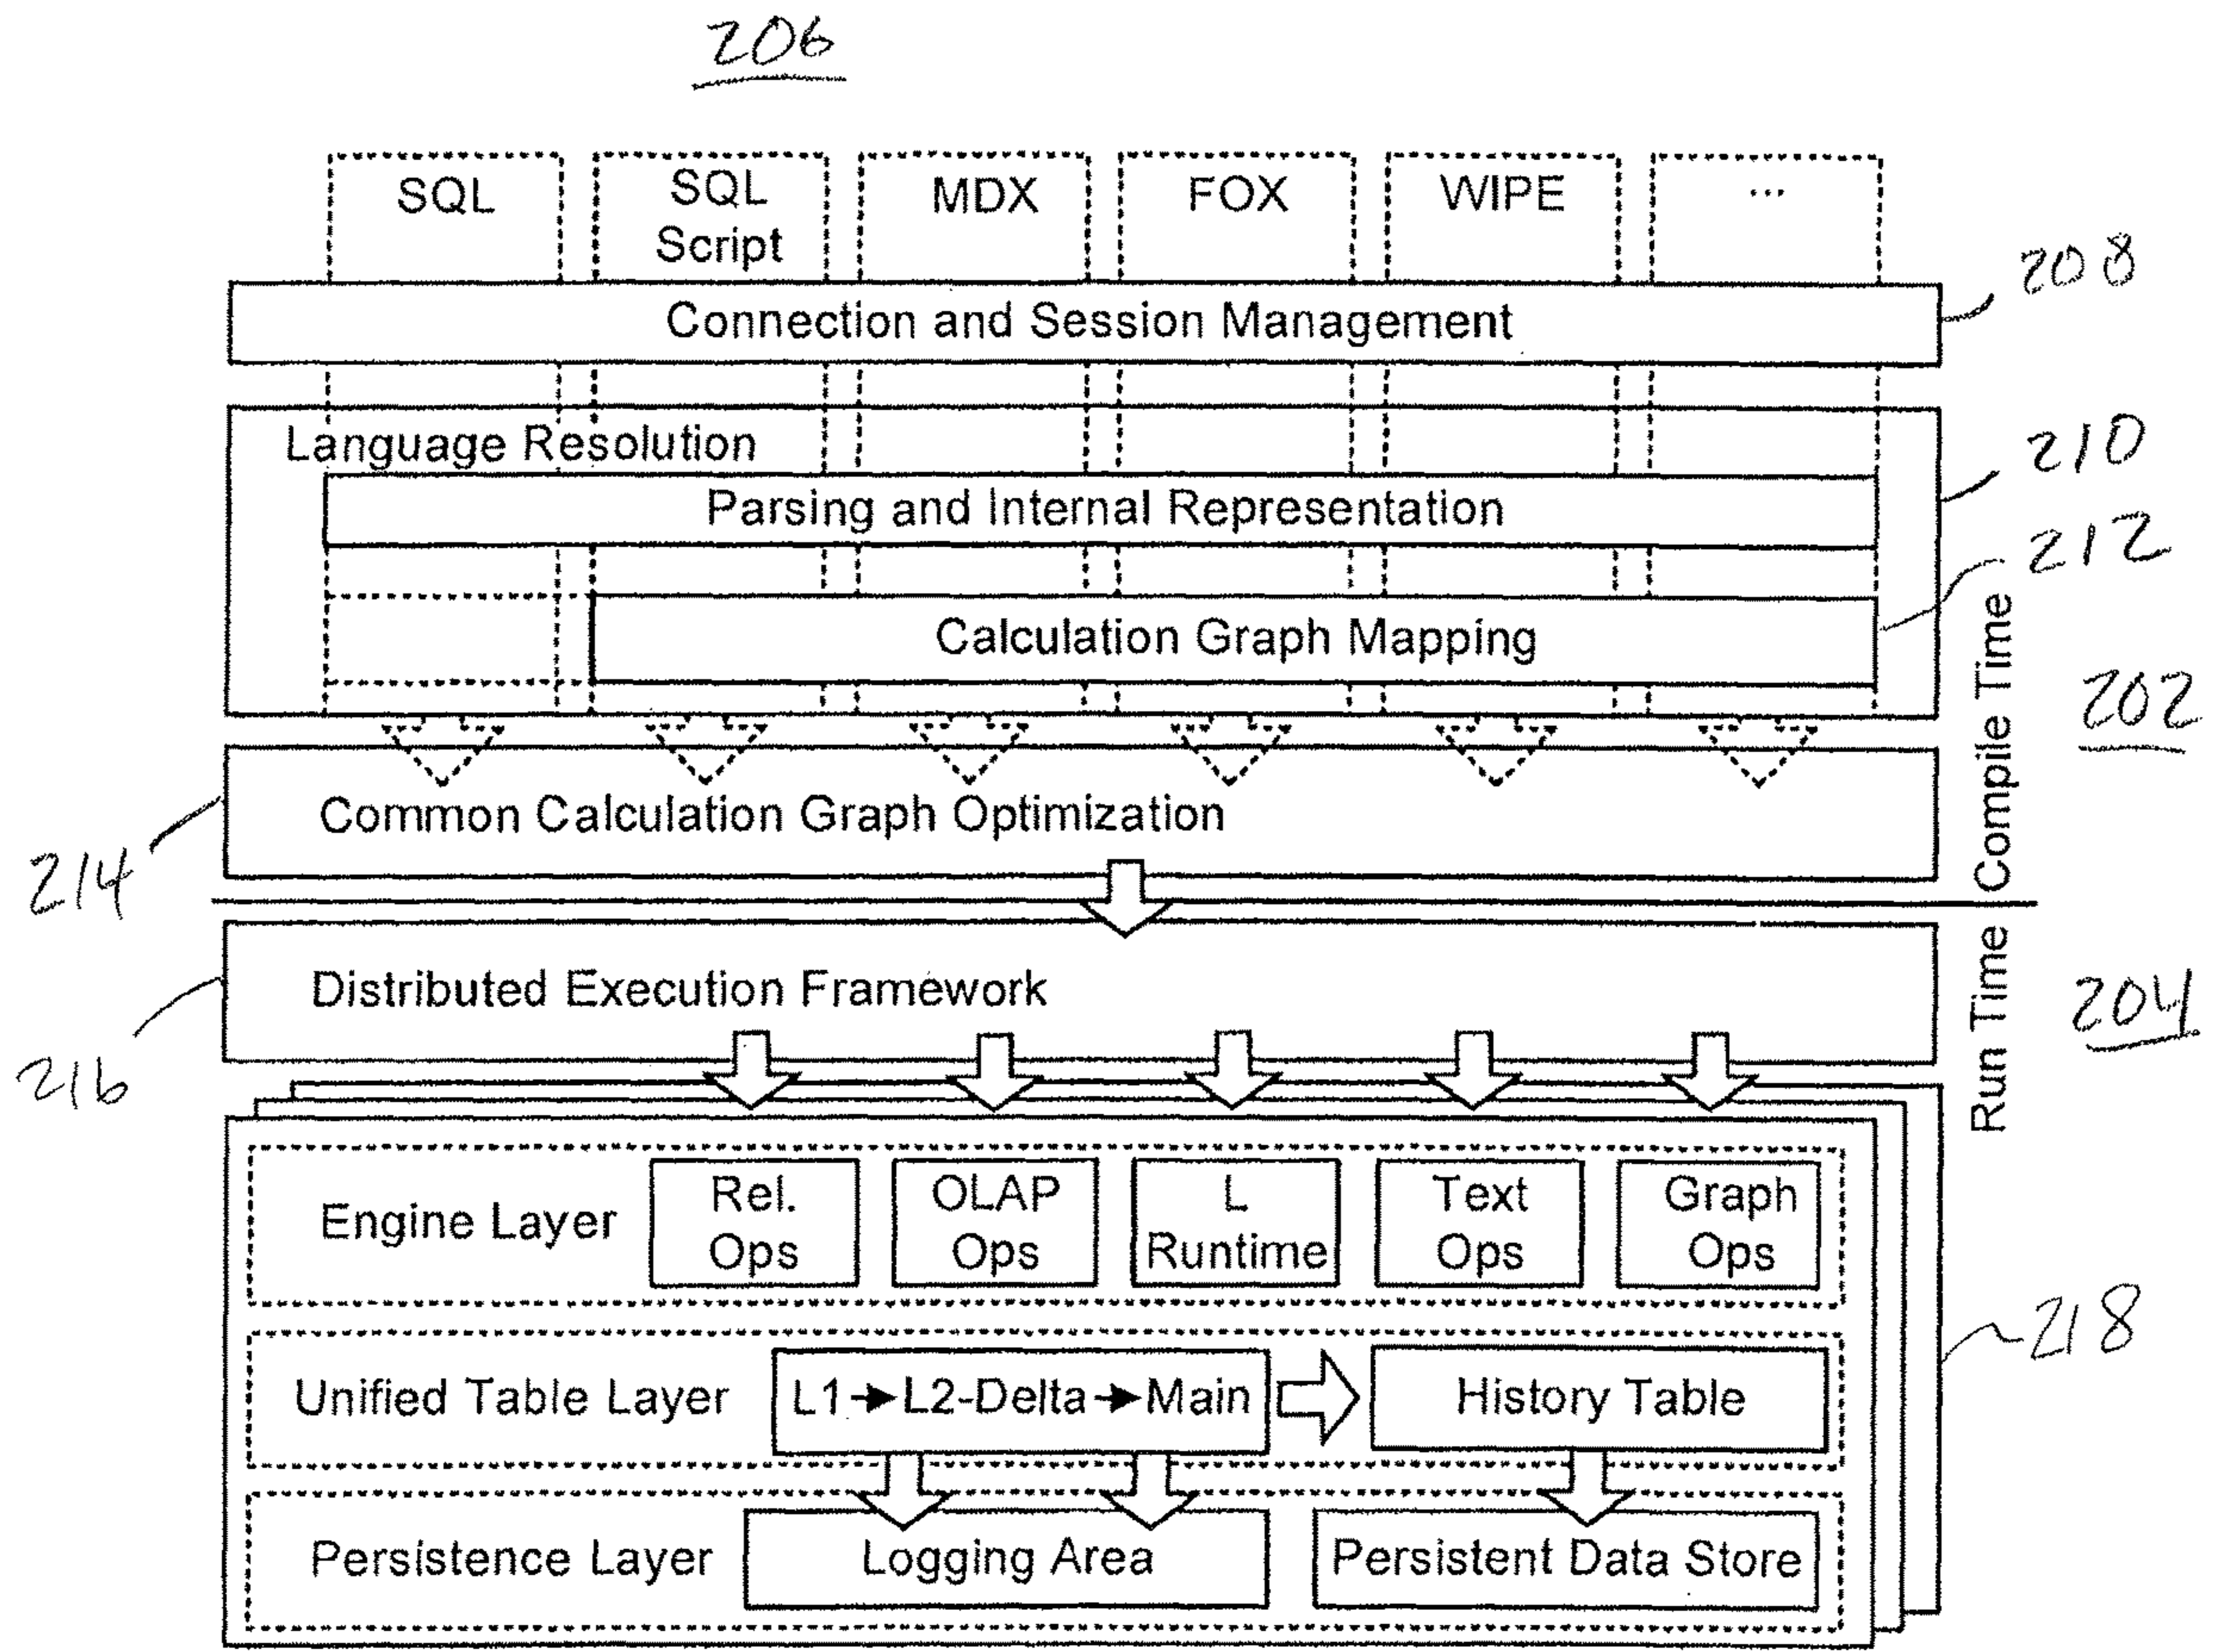 206
SQL
SQL
Script
MDX
FOX
WIPE
...
Connection and Session Management
208
Language Resolution
210
Parsing and Internal Representation
212
Calculation Graph Mapping
Compile Time
202
Common Calculation Graph Optimization
214
Distributed Execution Framework
216
Run Time
204
Engine Layer
Rel.
Ops
OLAP
Ops
L
Runtime
Text
Ops
Graph
Ops
218
Unified Table Layer
L1→L2-Delta→Main
History Table
Persistence Layer
Logging Area
Persistent Data Store